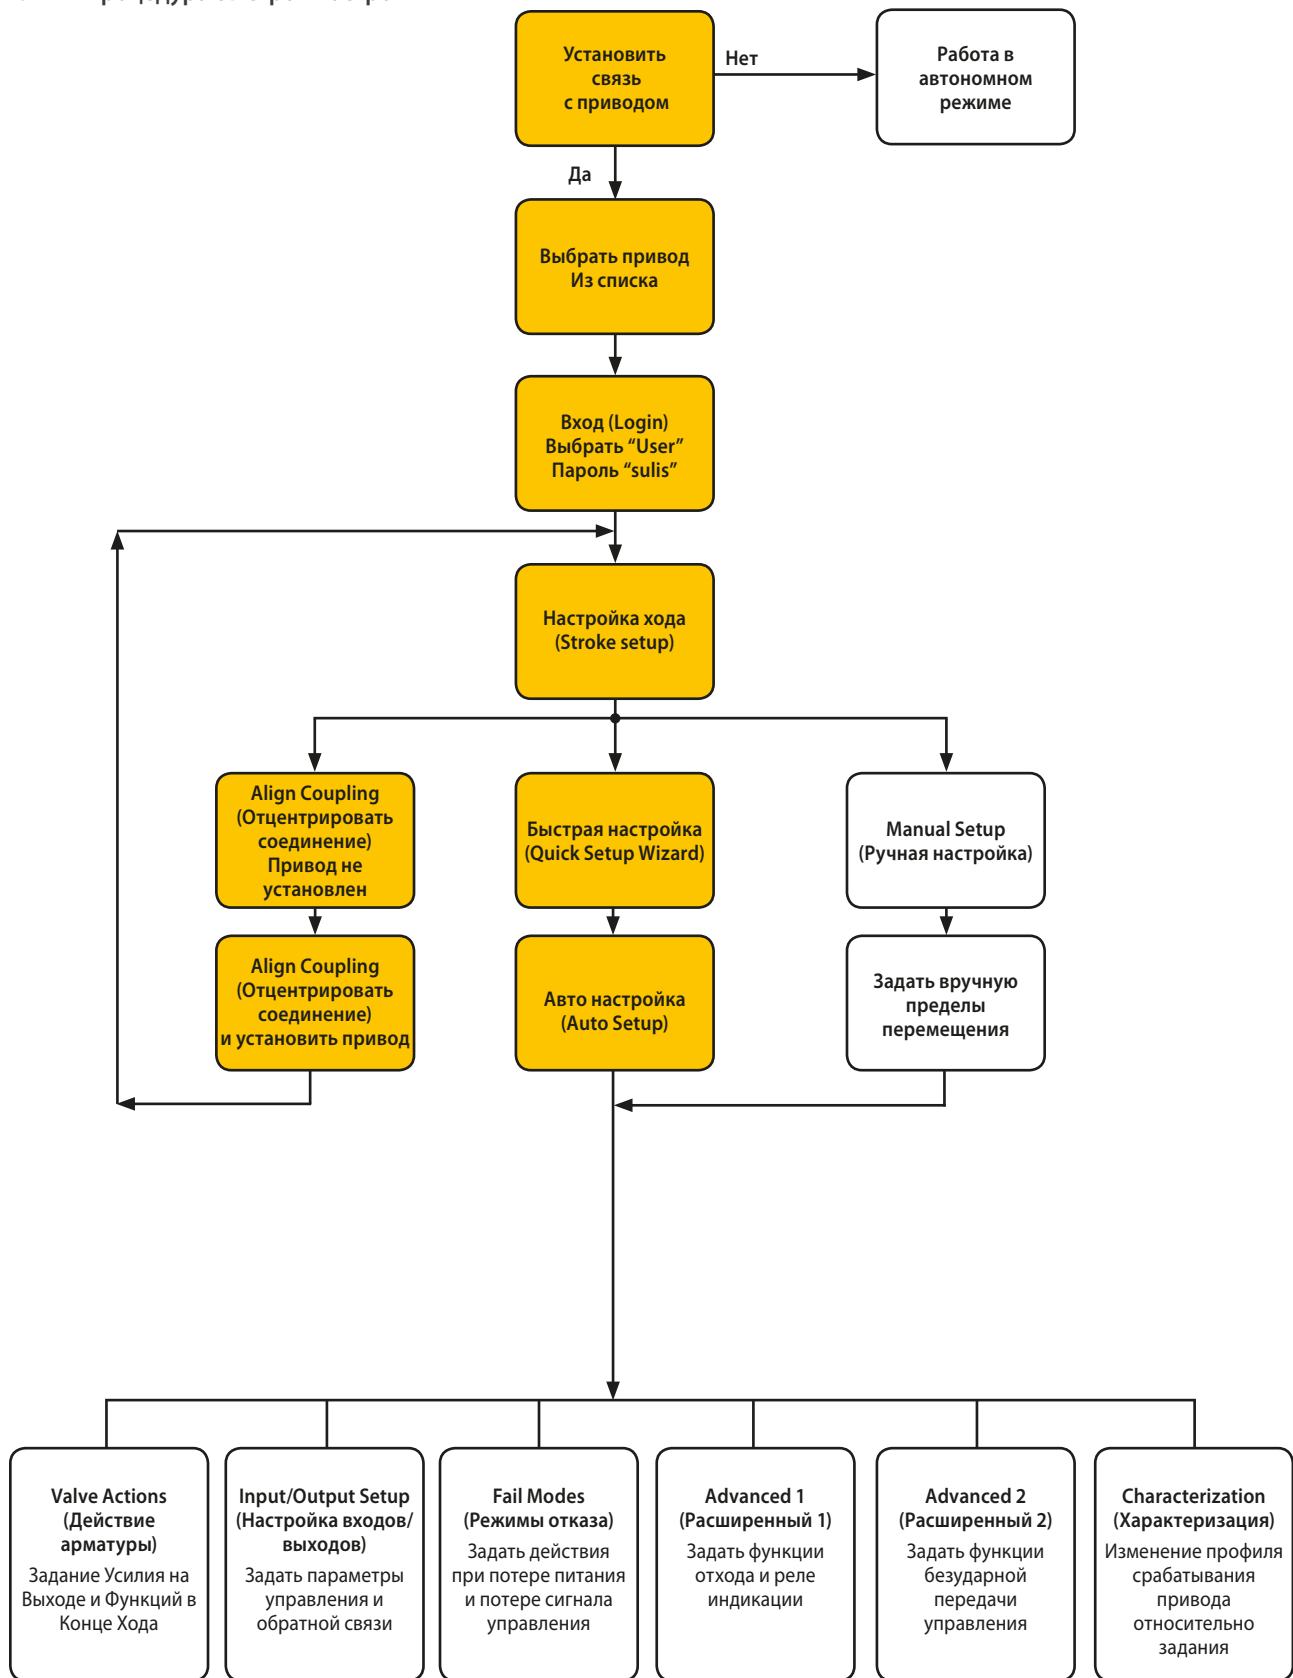 Установить
связь
с приводом
Нет
Работа в
автономном
режиме
Да
Выбрать привод
Из списка
Вход (Login)
Выбрать “User”
Пароль “sulis”
Настройка хода
(Stroke setup)
Align Coupling
(Отцентрировать
соединение)
Привод не
установлен
Быстрая настройка
(Quick Setup Wizard)
Manual Setup
(Ручная настройка)
Align Coupling
(Отцентрировать
соединение)
и установить привод
Авто настройка
(Auto Setup)
Задать вручную
пределы
перемещения
Valve Actions
(Действие
арматуры)
Задание Усилия на
Выходе и Функций в
Конце Хода
Input/Output Setup
(Настройка входов/
выходов)
Задать параметры
управления и
обратной связи
Fail Modes
(Режимы отказа)
Задать действия
при потере питания
и потере сигнала
управления
Advanced 1
(Расширенный 1)
Задать функции
отхода и реле
индикации
Advanced 2
(Расширенный 2)
Задать функции
безударной
передачи
управления
Characterization
(Характеризация)
Изменение профиля
срабатывания
привода
относительно
задания